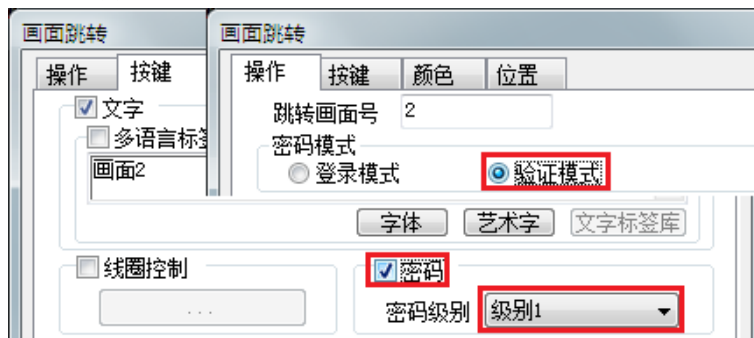 画面跳转
操作 按键
文字
多语言标签
画面2
画面跳转
操作 按键 颜色 位置
跳转画面号 2
密码模式
登录模式 验证模式
字体 艺术字 文字标签库
线圈控制 密码
...
密码级别 级别1